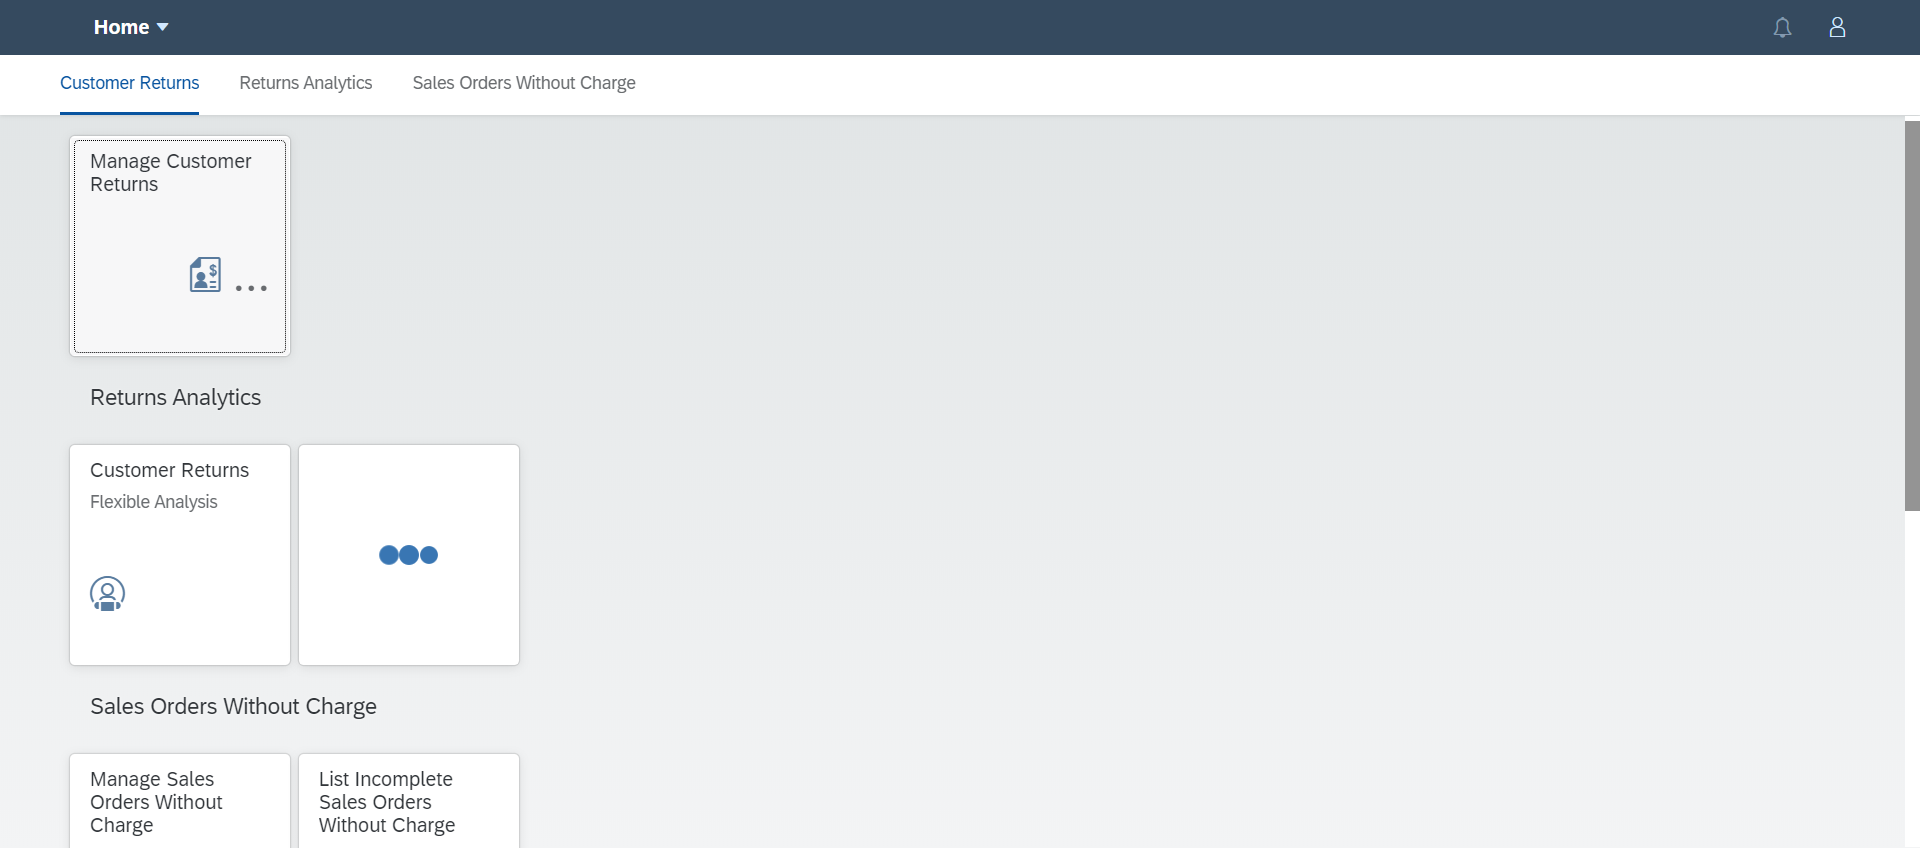 Home
Customer Returns
Returns Analytics
Sales Orders Without Charge
Manage Customer
Returns
$
...
Returns Analytics
Customer Returns
Flexible Analysis
Sales Orders Without Charge
Manage Sales
Orders Without
Charge
List Incomplete
Sales Orders
Without Charge